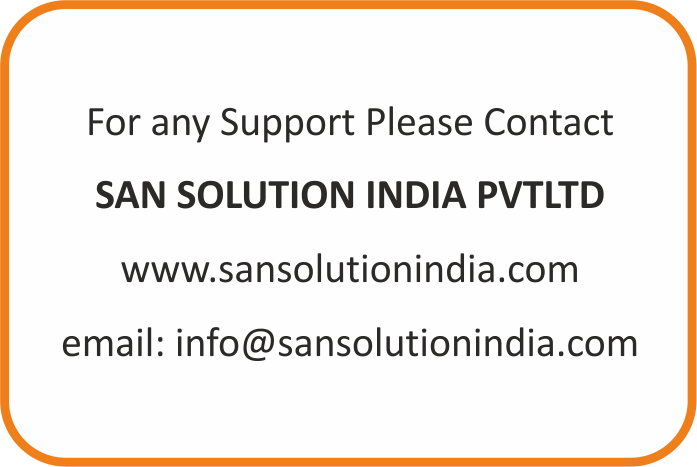 For any Support Please Contact
SAN SOLUTION INDIA PVTLTD
www.sansolutionindia.com
email: info@sansolutionindia.com